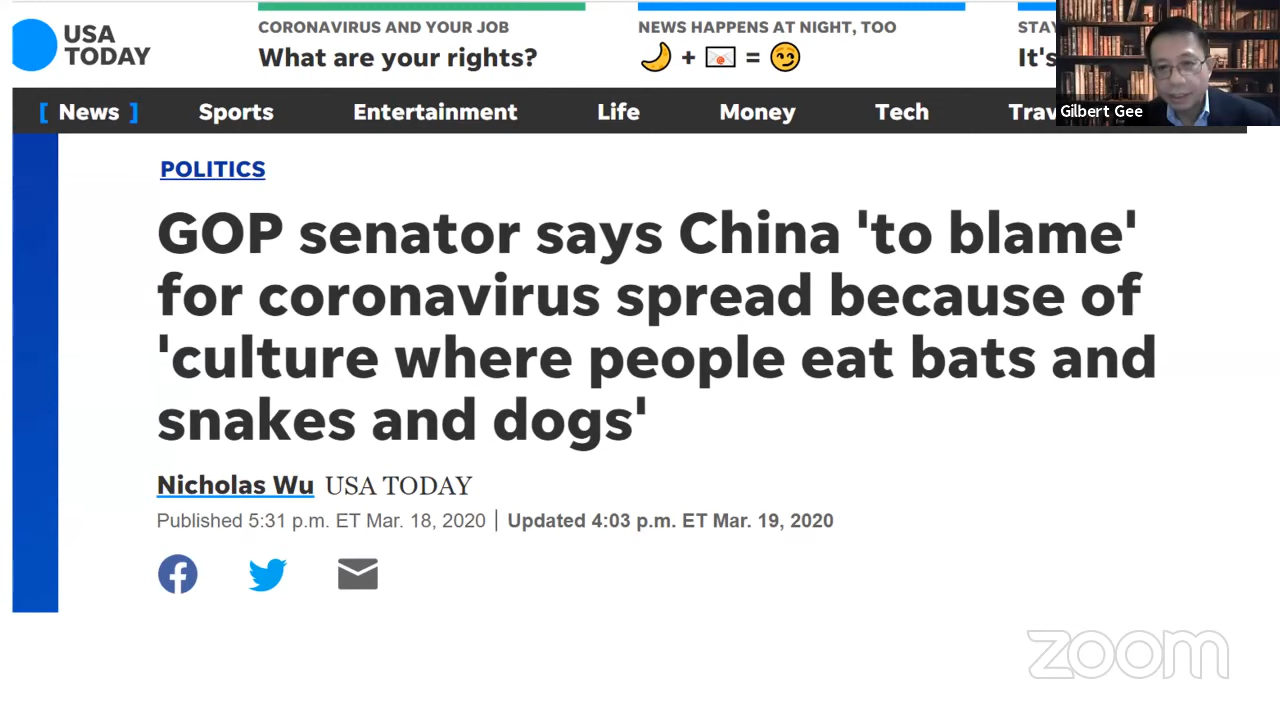 USA
TODAY
CORONAVIRUS AND YOUR JOB
What are your rights?
NEWS HAPPENS AT NIGHT, TOO
+ =
STAY
It's
Gilbert Gee
[ News ] Sports Entertainment Life Money Tech Trav
POLITICS
GOP senator says China 'to blame'
for coronavirus spread because of
'culture where people eat bats and
snakes and dogs'
Nicholas Wu USA TODAY
Published 5:31 p.m. ET Mar. 18, 2020 | Updated 4:03 p.m. ET Mar. 19, 2020
zoom